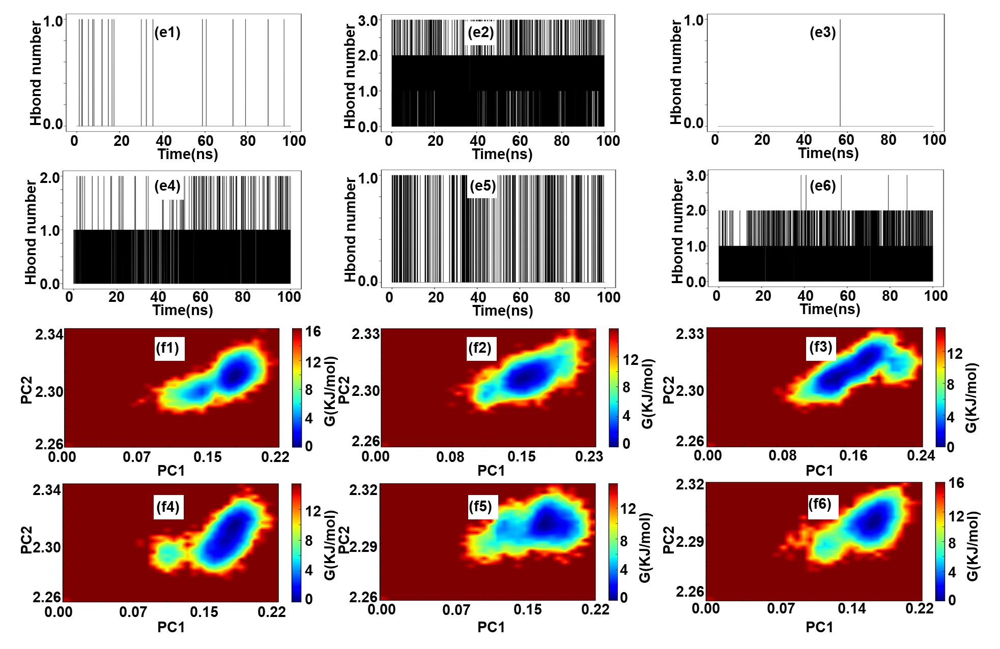 Hbond number
1.0
0.0
(e1)
0 20 40 60 80 100
Time(ns)
Hbond number
3.0
2.0
1.0
0.0
(e2)
0 20 40 60 80 100
Time(ns)
Hbond number
1.0
0.0
(e3)
0 20 40 60 80 100
Time(ns)
Hbond number
2.0
1.0
0.0
(e4)
0 20 40 60 80 100
Time(ns)
Hbond number
1.0
0.0
(e5)
0 20 40 60 80 100
Time(ns)
Hbond number
3.0
2.0
1.0
0.0
(e6)
0 20 40 60 80 100
Time(ns)
PC2
2.34
2.30
2.26
(f1)
0.00 0.07 0.15 0.22
PC1
16
12
8
4
0
G(KJ/mol)
PC2
2.33
2.30
2.26
(f2)
0.00 0.08 0.15 0.23
PC1
12
8
4
0
G(KJ/mol)
PC2
2.33
2.30
2.26
(f3)
0.00 0.08 0.16 0.24
PC1
12
8
4
0
G(KJ/mol)
PC2
2.34
2.30
2.26
(f4)
0.00 0.07 0.15 0.22
PC1
12
8
4
0
G(KJ/mol)
PC2
2.32
2.29
2.26
(f5)
0.00 0.07 0.15 0.22
PC1
12
8
4
0
G(KJ/mol)
PC2
2.32
2.29
2.26
(f6)
0.00 0.07 0.14 0.22
PC1
16
12
8
4
0
G(KJ/mol)